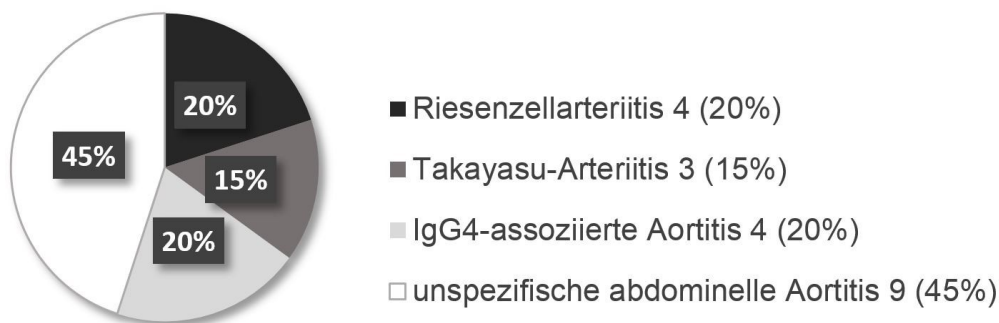 20%
45%
15%
20%
Riesenzellarteriitis 4 (20%)
Takayasu-Arteriitis 3 (15%)
IgG4-assoziierte Aortitis 4 (20%)
unspezifische abdominelle Aortitis 9 (45%)